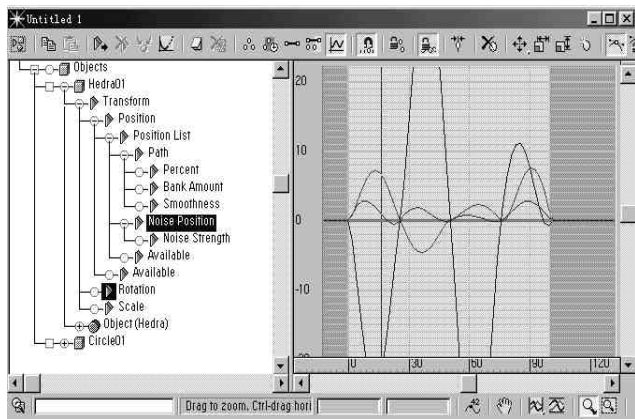 Untitled 1
Objects
Hedra01
Transform
Position
Position List
Path
Percent
Bank Amount
Smoothness
Noise Position
Noise Strength
Available
Available
Rotation
Scale
Object (Hedra)
Circle01
20
10
0
-10
0 30 60 90 120
Drag to zoom. Ctrl-drag hori